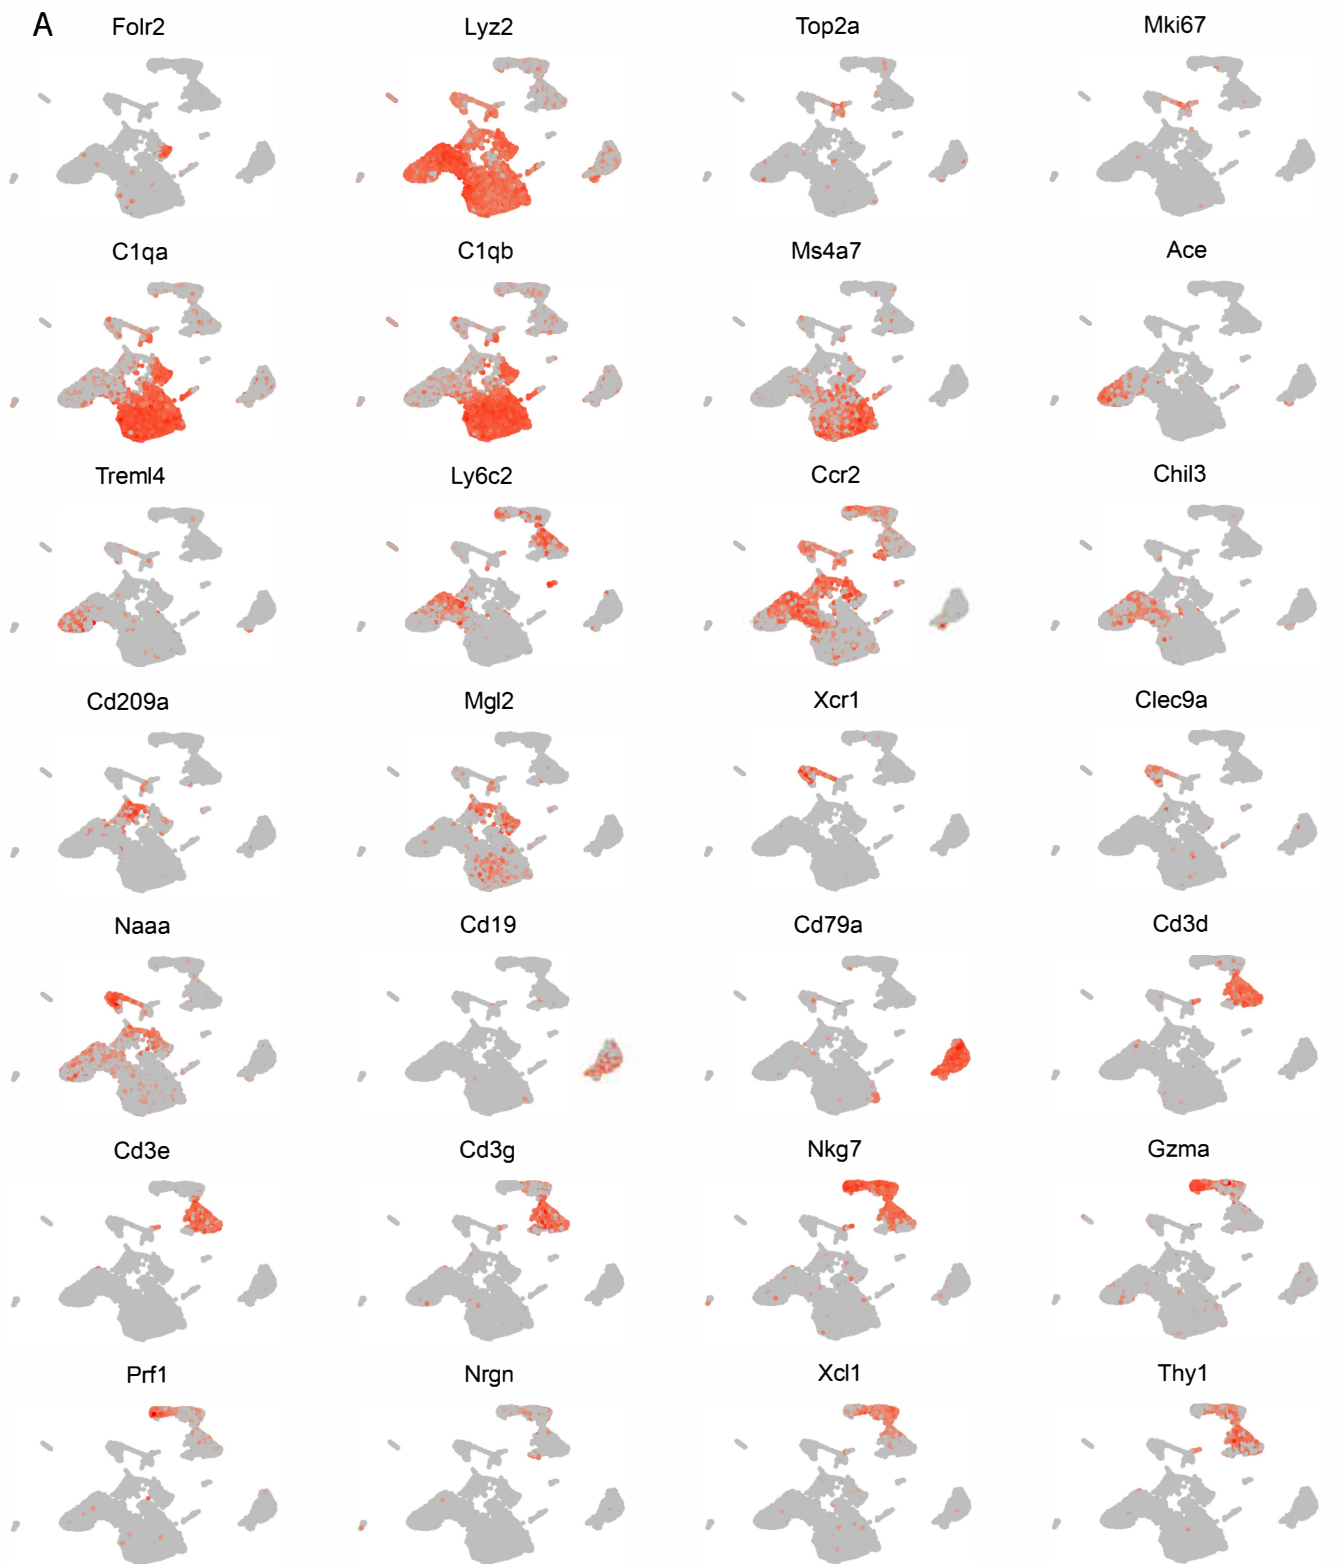 A
Folr2 Lyz2 Top2a Mki67
C1qa C1qb Ms4a7 Ace
Treml4 Ly6c2 Ccr2 Chil3
Cd209a Mgl2 Xcr1 Clec9a
Naaa Cd19 Cd79a Cd3d
Cd3e Cd3g Nkg7 Gzma
Prf1 Nrgn Xcl1 Thy1